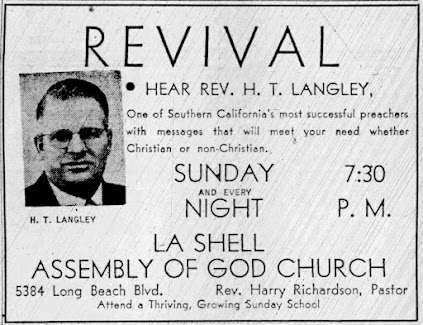 REVIVAL
• HEAR REV. H. T. LANGLEY,
One of Southern California's most successful preachers
with messages that will meet your need whether
Christian or non-Christian.
SUNDAY 7:30
AND EVERY
NIGHT P. M.
H. T. LANGLEY
LA SHELL
ASSEMBLY OF GOD CHURCH
5384 Long Beach Blvd. Rev. Harry Richardson, Pastor
Attend a Thriving, Growing Sunday School